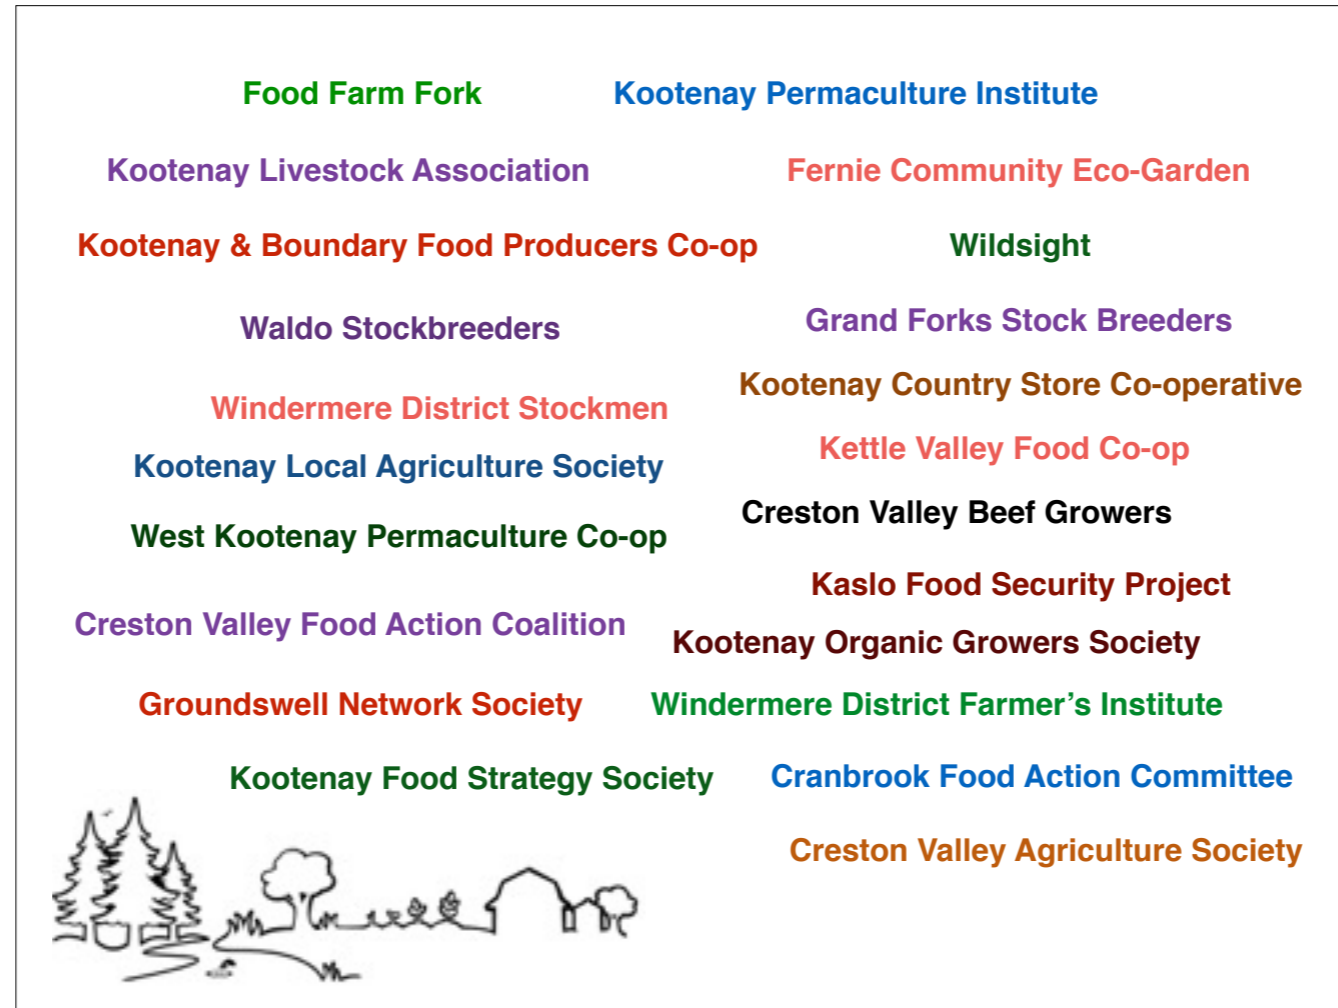 Food Farm Fork
Kootenay Permaculture Institute
Kootenay Livestock Association
Fernie Community Eco-Garden
Kootenay & Boundary Food Producers Co-op
Wildsight
Waldo Stockbreeders
Grand Forks Stock Breeders
Kootenay Country Store Co-operative
Windermere District Stockmen
Kettle Valley Food Co-op
Kootenay Local Agriculture Society
Creston Valley Beef Growers
West Kootenay Permaculture Co-op
Kaslo Food Security Project
Creston Valley Food Action Coalition
Kootenay Organic Growers Society
Groundswell Network Society
Windermere District Farmer’s Institute
Kootenay Food Strategy Society
Cranbrook Food Action Committee
Creston Valley Agriculture Society